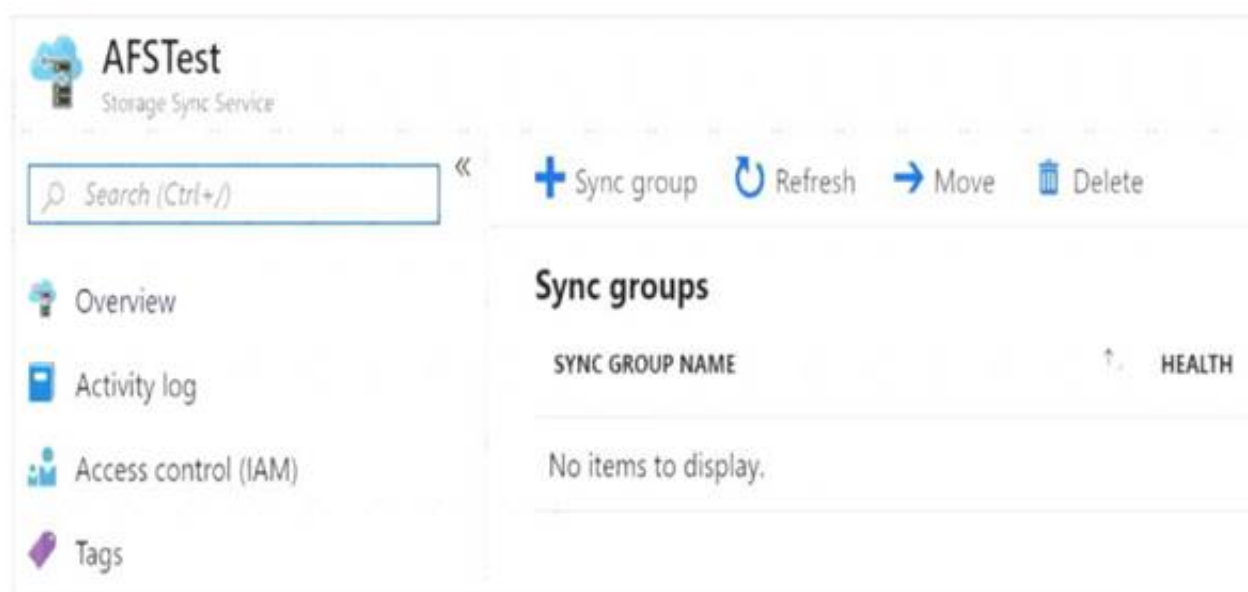 AFSTest
Storage Sync Service
Search (Ctrl+/)
«
Sync group Refresh Move Delete
Overview
Activity log
Access control (IAM)
Tags
Sync groups
SYNC GROUP NAME ↑↓ HEALTH
No items to display.